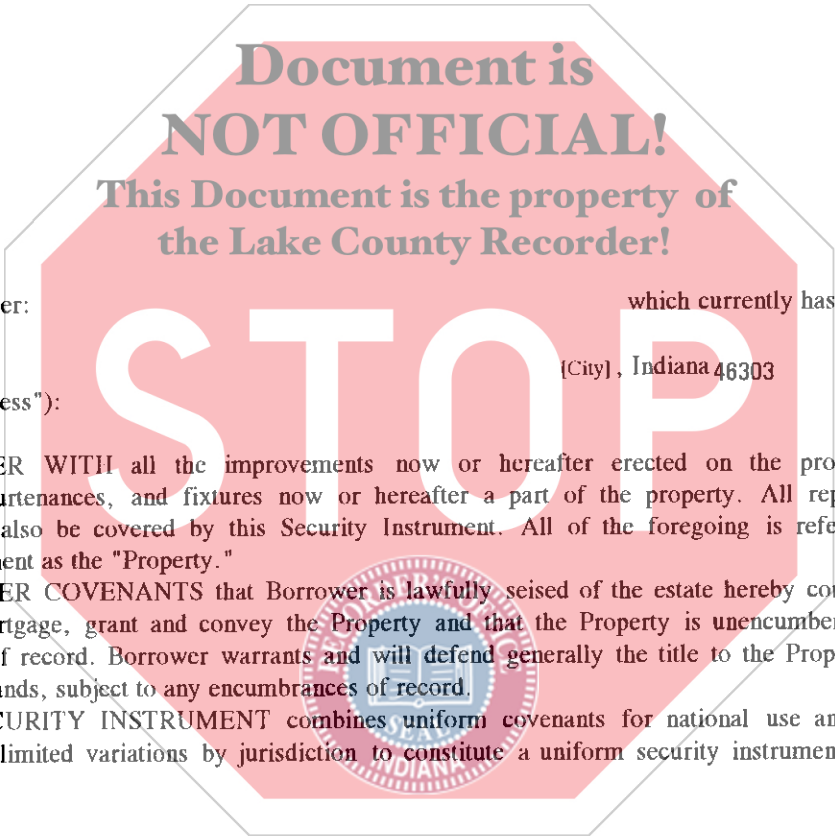 Document is
NOT OFFICIAL!
This Document is the property of
the Lake County Recorder!
er: which currently has
[City] , Indiana 46303
ess"):
ER WITH all the improvements now or hereafter erected on the pro
urtenances, and fixtures now or hereafter a part of the property. All rep
also be covered by this Security Instrument. All of the foregoing is refe
ent as the "Property."
ER COVENANTS that Borrower is lawfully seised of the estate hereby co
rtgage, grant and convey the Property and that the Property is unencumbe
f record. Borrower warrants and will defend generally the title to the Prop
nds, subject to any encumbrances of record.
CURITY INSTRUMENT combines uniform covenants for national use an
limited variations by jurisdiction to constitute a uniform security instrumen
STOP
RECORDER'S OFFICE
SEAL
INDIANA